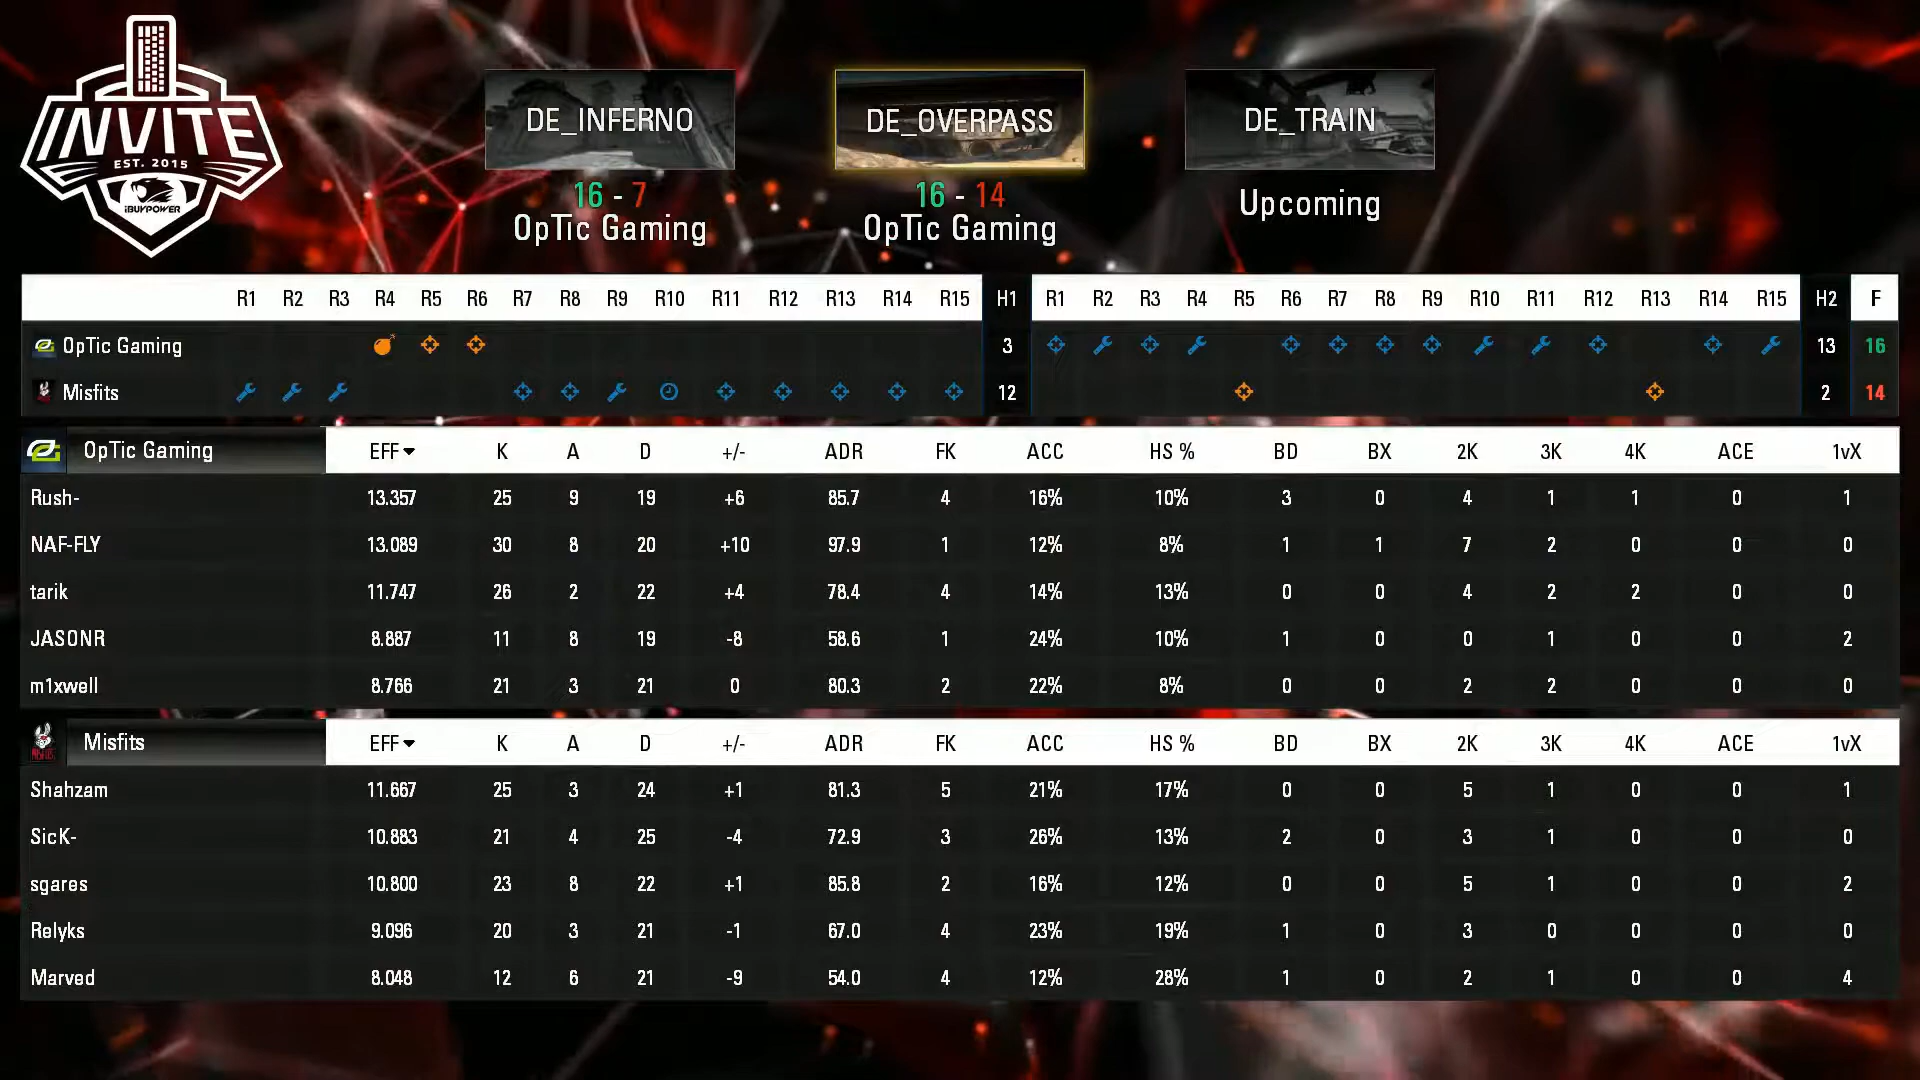 INVITE
EST. 2015
iBUYPOWER
DE_INFERNO DE_OVERPASS DE_TRAIN
16 - 7 16 - 14 Upcoming
OpTic Gaming OpTic Gaming
R1 R2 R3 R4 R5 R6 R7 R8 R9 R10 R11 R12 R13 R14 R15 H1 R1 R2 R3 R4 R5 R6 R7 R8 R9 R10 R11 R12 R13 R14 R15 H2 F
OpTic Gaming 3 13 16
Misfits 12 2 14
OpTic Gaming EFF K A D +/- ADR FK ACC HS % BD BX 2K 3K 4K ACE 1vX
Rush- 13.357 25 9 19 +6 85.7 4 16% 10% 3 0 4 1 1 0 1
NAF-FLY 13.089 30 8 20 +10 97.9 1 12% 8% 1 1 7 2 0 0 0
tarik 11.747 26 2 22 +4 78.4 4 14% 13% 0 0 4 2 2 0 0
JASONR 8.887 11 8 19 -8 58.6 1 24% 10% 1 0 0 1 0 0 2
m1xwell 8.766 21 3 21 0 80.3 2 22% 8% 0 0 2 2 0 0 0
Misfits EFF K A D +/- ADR FK ACC HS % BD BX 2K 3K 4K ACE 1vX
Shahzam 11.667 25 3 24 +1 81.3 5 21% 17% 0 0 5 1 0 0 1
SicK- 10.883 21 4 25 -4 72.9 3 26% 13% 2 0 3 1 0 0 0
sgares 10.800 23 8 22 +1 85.8 2 16% 12% 0 0 5 1 0 0 2
Relyks 9.096 20 3 21 -1 67.0 4 23% 19% 1 0 3 0 0 0 0
Marved 8.048 12 6 21 -9 54.0 4 12% 28% 1 0 2 1 0 0 4